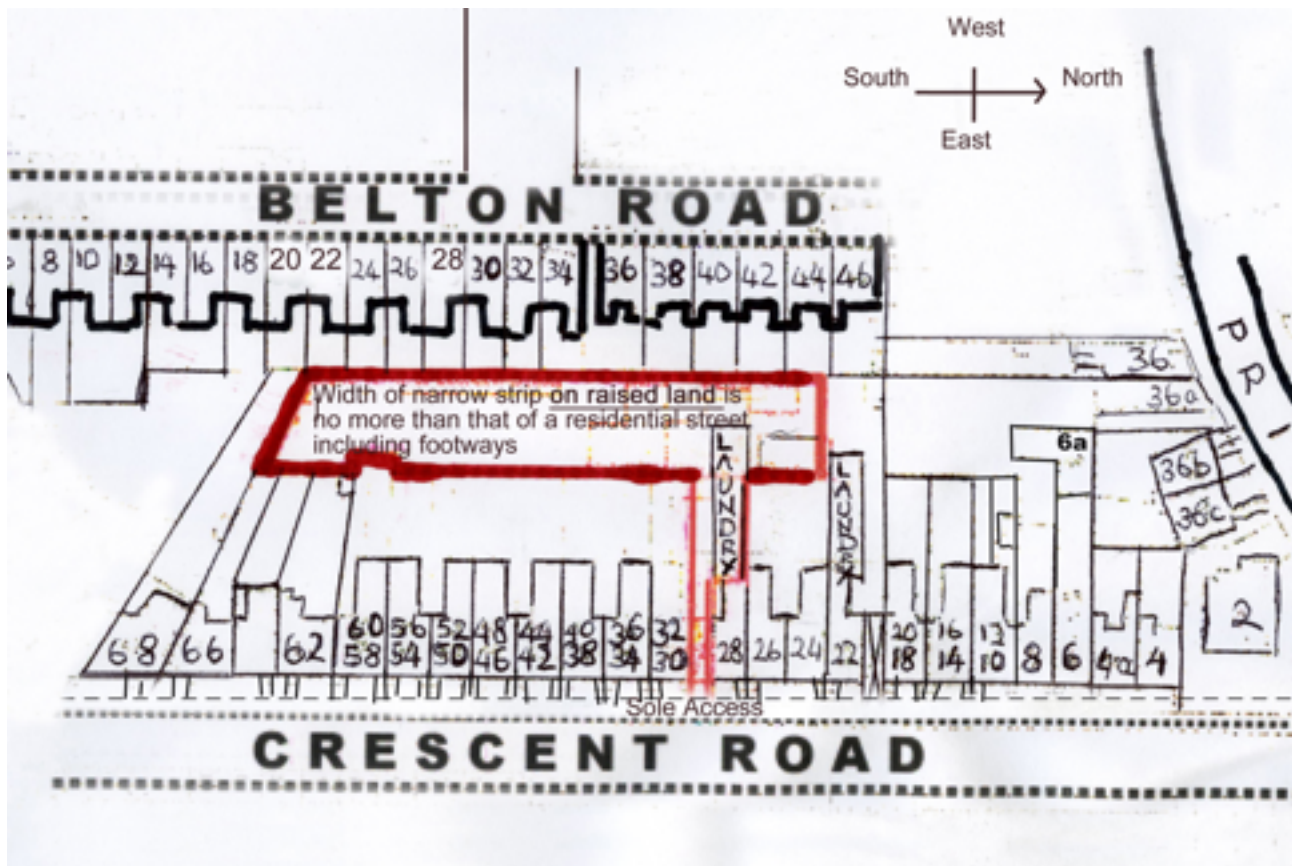 West
South North
East
BELTON ROAD
8 10 12 14 16 18 20 22 24 26 28 30 32 34 36 38 40 42 44 46
PRI
36
36a
Width of narrow strip on raised land is
no more than that of a residential street
including footways
LAUNDRY
LAUNDRY
6a
36b
36c
2
60 56 52 48 44 40 36 32 20 16 12
68 66 62 58 54 50 46 42 38 34 30 28 26 24 22 18 14 10 8 6 4a 4
Sole Access
CRESCENT ROAD